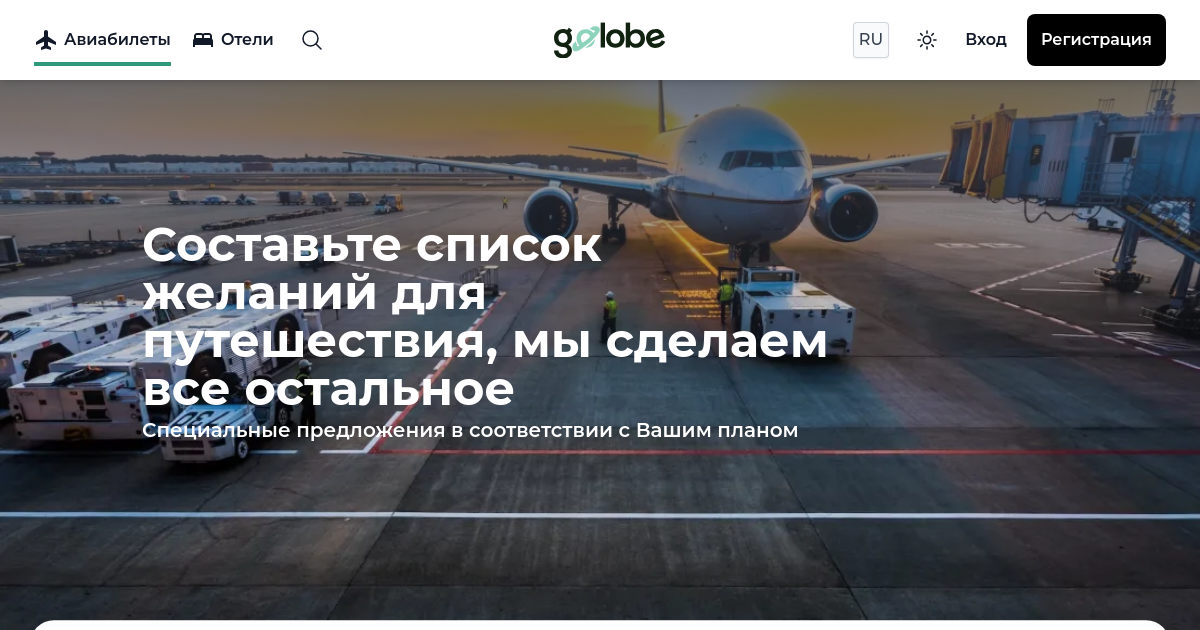 Авиабилеты
Отели
golobe
RU
Вход
Регистрация
Составьте список
желаний для
путешествия, мы сделаем
все остальное
Специальные предложения в соответствии с Вашим планом